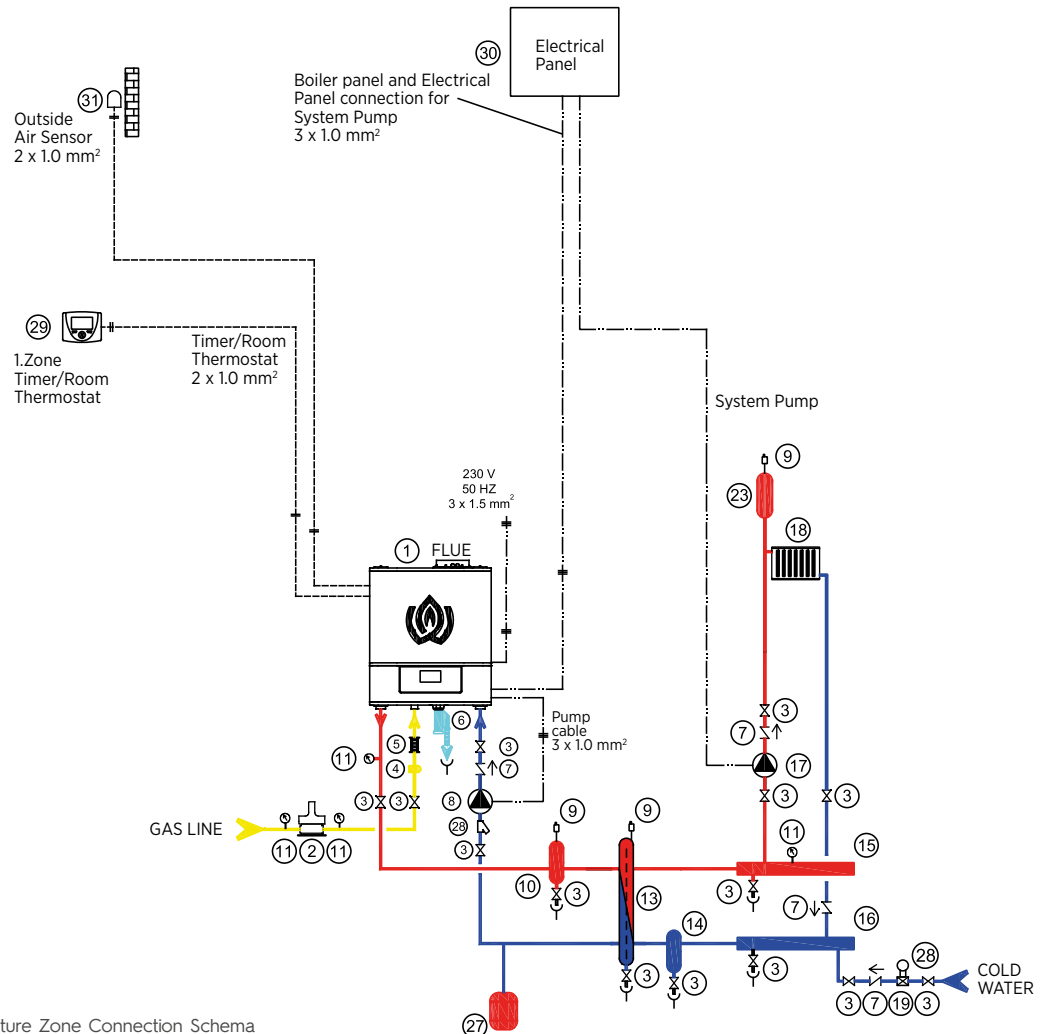 30
Electrical
Panel
Boiler panel and Electrical
Panel connection for
System Pump
3 x 1.0 mm²
31
Outside
Air Sensor
2 x 1.0 mm²
29
1.Zone
Timer/Room
Thermostat
Timer/Room
Thermostat
2 x 1.0 mm²
System Pump
9
23
18
230 V
50 HZ
3 x 1.5 mm²
1 FLUE
6
Pump
cable
3 x 1.0 mm²
3
7
5
3
11
4
7
17
3 3
8
3
3
GAS LINE
28
11 2 11
3
9
9
11
15
10
3
13
3
7
16
14
28
3
3
3
COLD
WATER
3 7 19 3
27
ture Zone Connection Schema